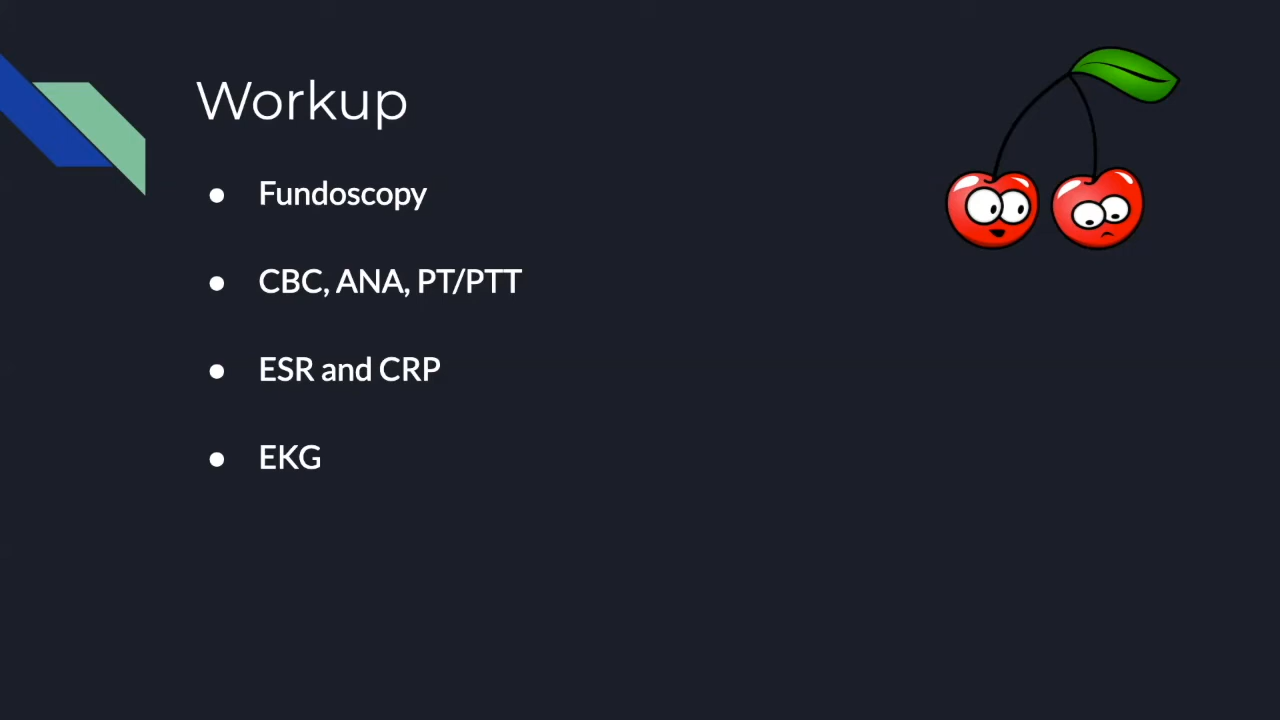 Workup
● Fundoscopy
● CBC, ANA, PT/PTT
● ESR and CRP
● EKG